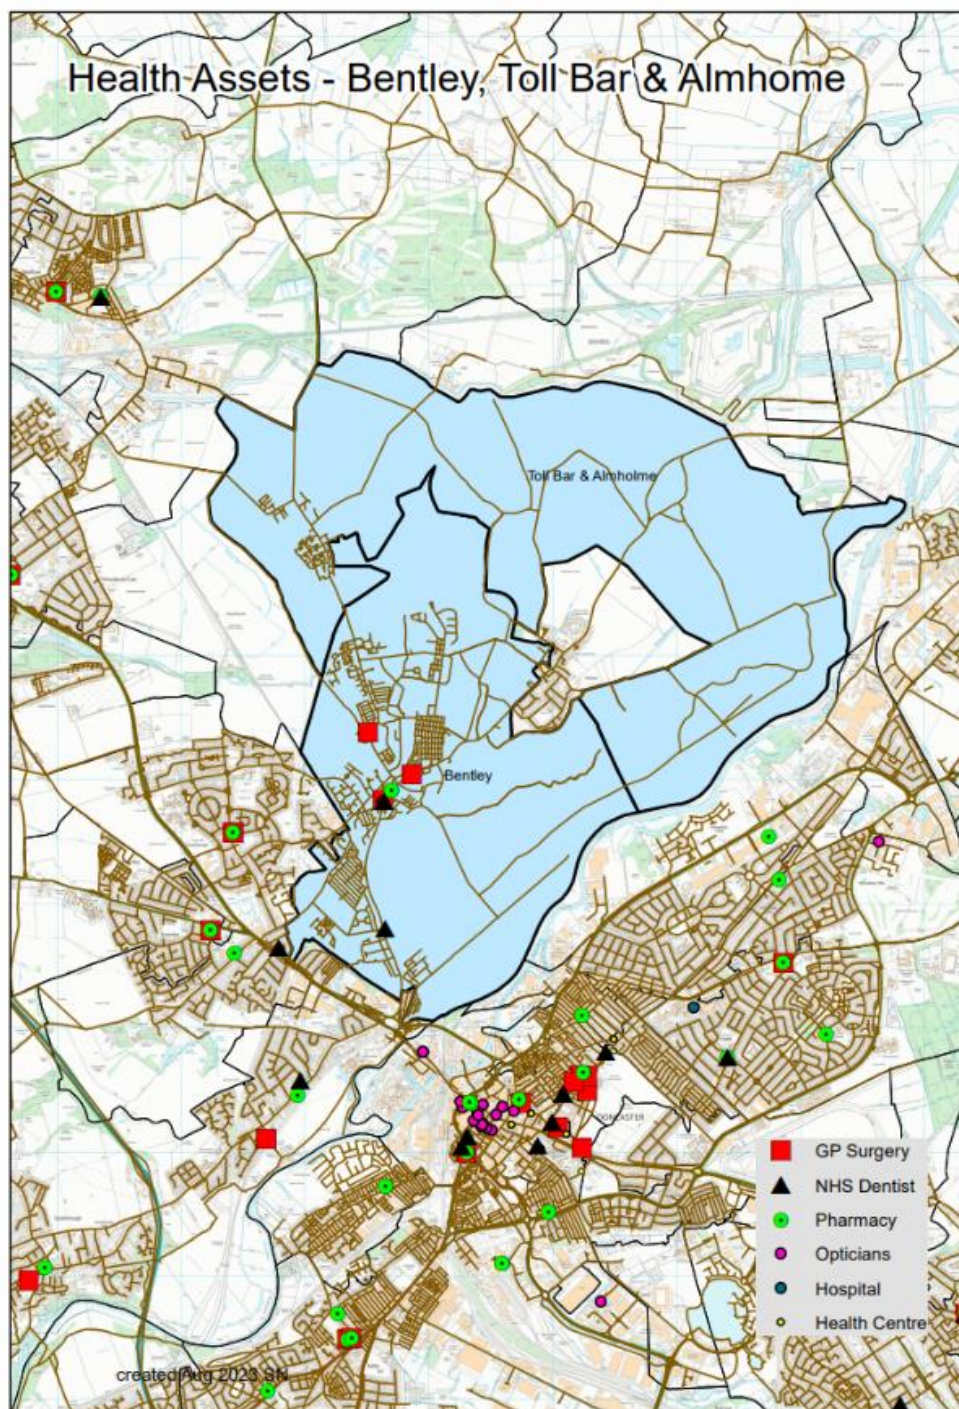 Health Assets - Bentley, Toll Bar & Almhome
Toll Bar & Almholme
Bentley
DONCASTER
GP Surgery
NHS Dentist
Pharmacy
Opticians
Hospital
Health Centre
created Aug 2023 SN